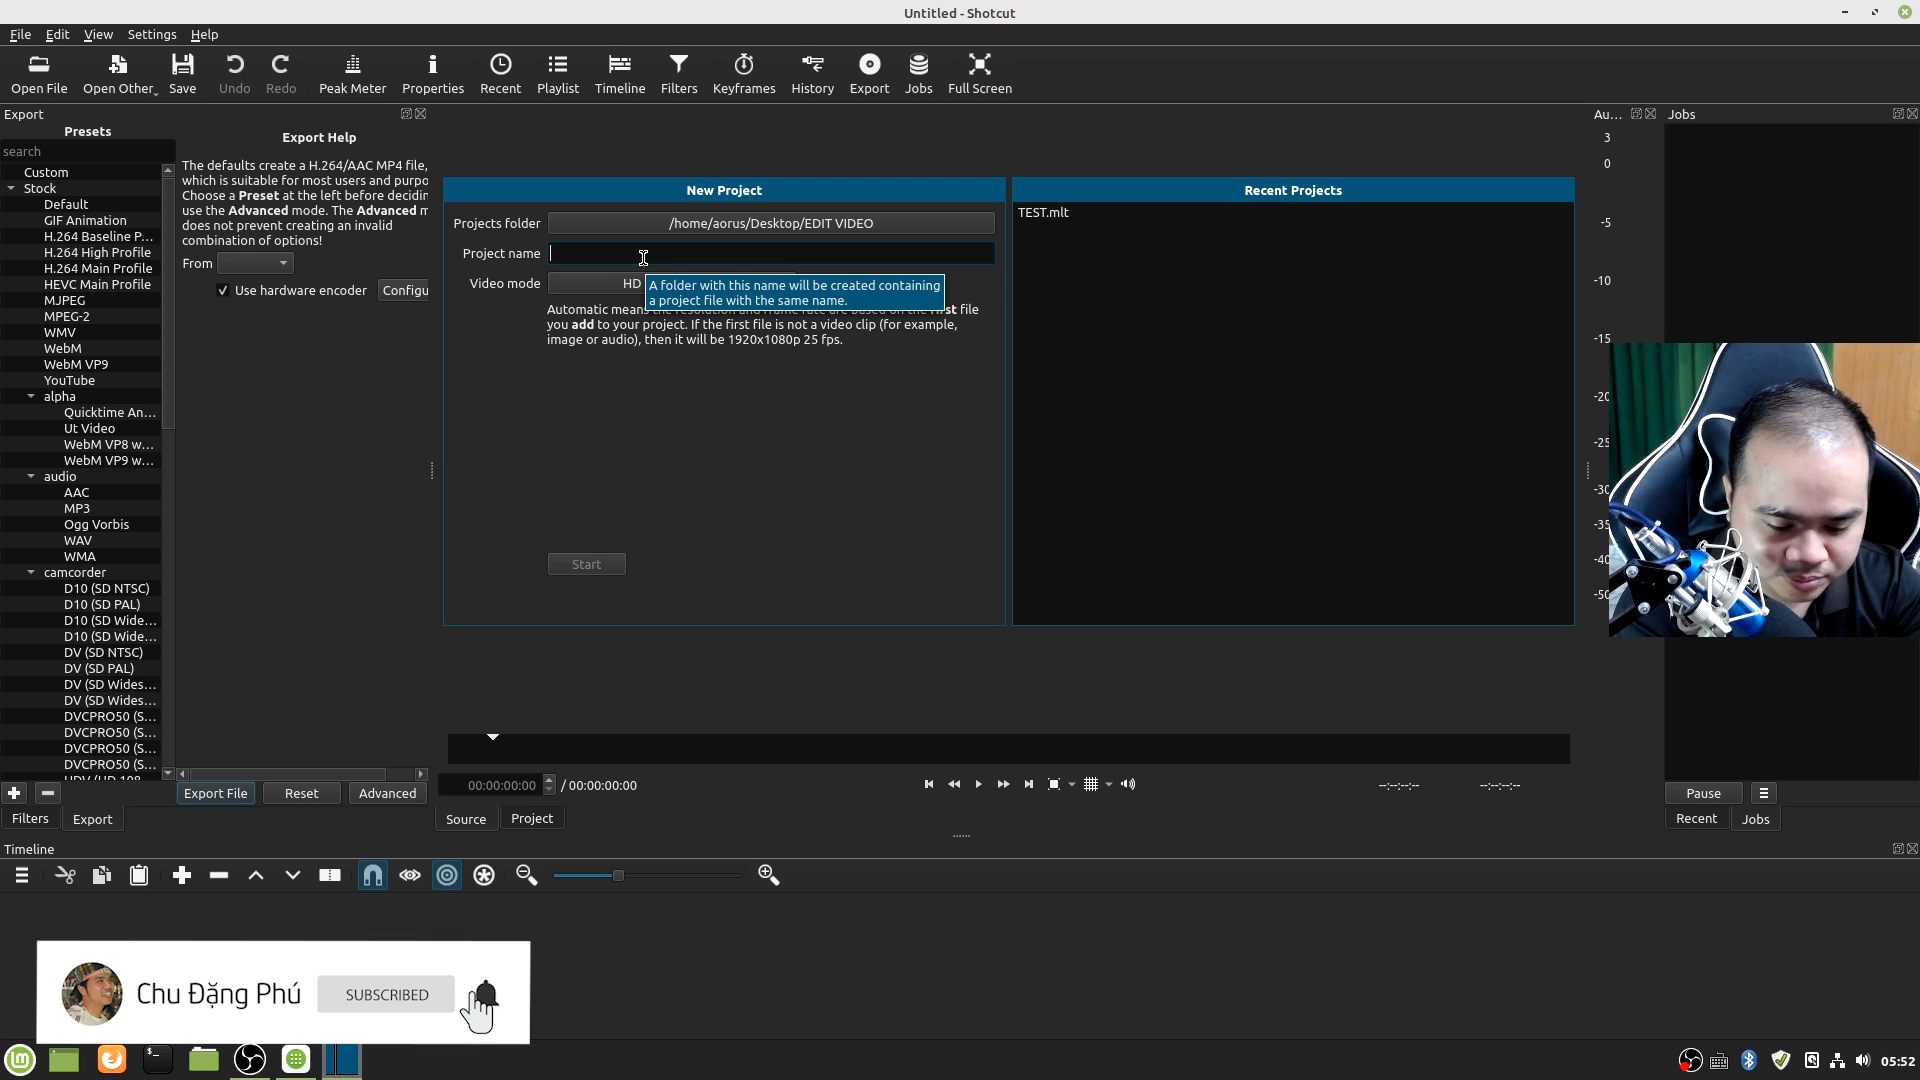 Untitled - Shotcut
File Edit View Settings Help
Open File Open Other... Save Undo Redo Peak Meter Properties Recent Playlist Timeline Filters Keyframes History Export Jobs Full Screen
Export
Presets
search
Custom
Stock
Default
GIF Animation
H.264 Baseline P...
H.264 High Profile
H.264 Main Profile
HEVC Main Profile
MJPEG
MPEG-2
WMV
WebM
WebM VP9
YouTube
alpha
Quicktime An...
Ut Video
WebM VP8 w...
WebM VP9 w...
audio
AAC
MP3
Ogg Vorbis
WAV
WMA
camcorder
D10 (SD NTSC)
D10 (SD PAL)
D10 (SD Wide...
D10 (SD Wide...
DV (SD NTSC)
DV (SD PAL)
DV (SD Wides...
DV (SD Wides...
DVCPRO50 (S...
DVCPRO50 (S...
DVCPRO50 (S...
DVCPRO50 (S...
Export Help
The defaults create a H.264/AAC MP4 file,
which is suitable for most users and purpo
Choose a Preset at the left before decidin
use the Advanced mode. The Advanced m
does not prevent creating an invalid
combination of options!
From
Use hardware encoder Configu
Export File Reset Advanced
Filters Export
New Project
Projects folder /home/aorus/Desktop/EDIT VIDEO
Project name
Video mode HD
A folder with this name will be created containing
a project file with the same name.
Automatic means file
you add to your project. If the first file is not a video clip (for example,
image or audio), then it will be 1920x1080p 25 fps.
Start
Recent Projects
TEST.mlt
00:00:00:00 / 00:00:00:00
--:--:--:-- --:--:--:--
Source Project
Au...
3
0
-5
-10
-15
-20
-25
-30
-35
-40
-50
Jobs
Pause
Recent Jobs
Timeline
Chu Đặng Phú SUBSCRIBED
05:52